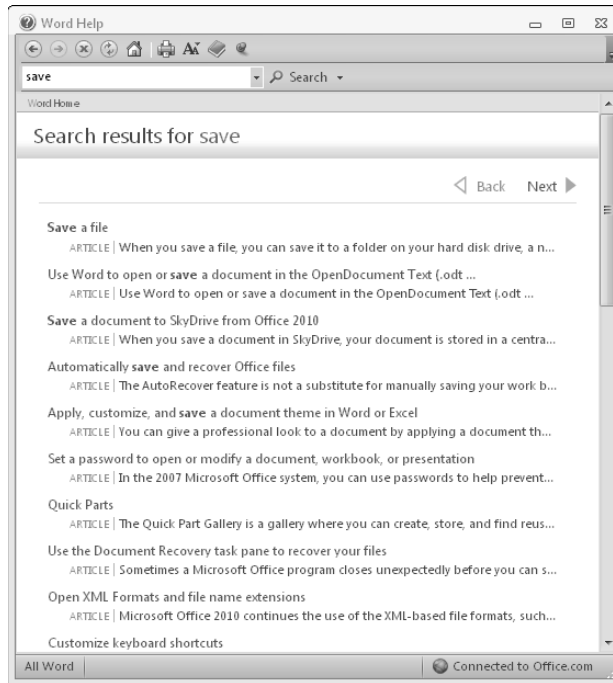 Word Help
save
Search
Word Home
Search results for save
Back Next
Save a file
ARTICLE | When you save a file, you can save it to a folder on your hard disk drive, a n...
Use Word to open or save a document in the OpenDocument Text (.odt ...
ARTICLE | Use Word to open or save a document in the OpenDocument Text (.odt ...
Save a document to SkyDrive from Office 2010
ARTICLE | When you save a document in SkyDrive, your document is stored in a centra...
Automatically save and recover Office files
ARTICLE | The AutoRecover feature is not a substitute for manually saving your work b...
Apply, customize, and save a document theme in Word or Excel
ARTICLE | You can give a professional look to a document by applying a document th...
Set a password to open or modify a document, workbook, or presentation
ARTICLE | In the 2007 Microsoft Office system, you can use passwords to help prevent...
Quick Parts
ARTICLE | The Quick Part Gallery is a gallery where you can create, store, and find reus...
Use the Document Recovery task pane to recover your files
ARTICLE | Sometimes a Microsoft Office program closes unexpectedly before you can s...
Open XML Formats and file name extensions
ARTICLE | Microsoft Office 2010 continues the use of the XML-based file formats, such...
Customize keyboard shortcuts
All Word Connected to Office.com